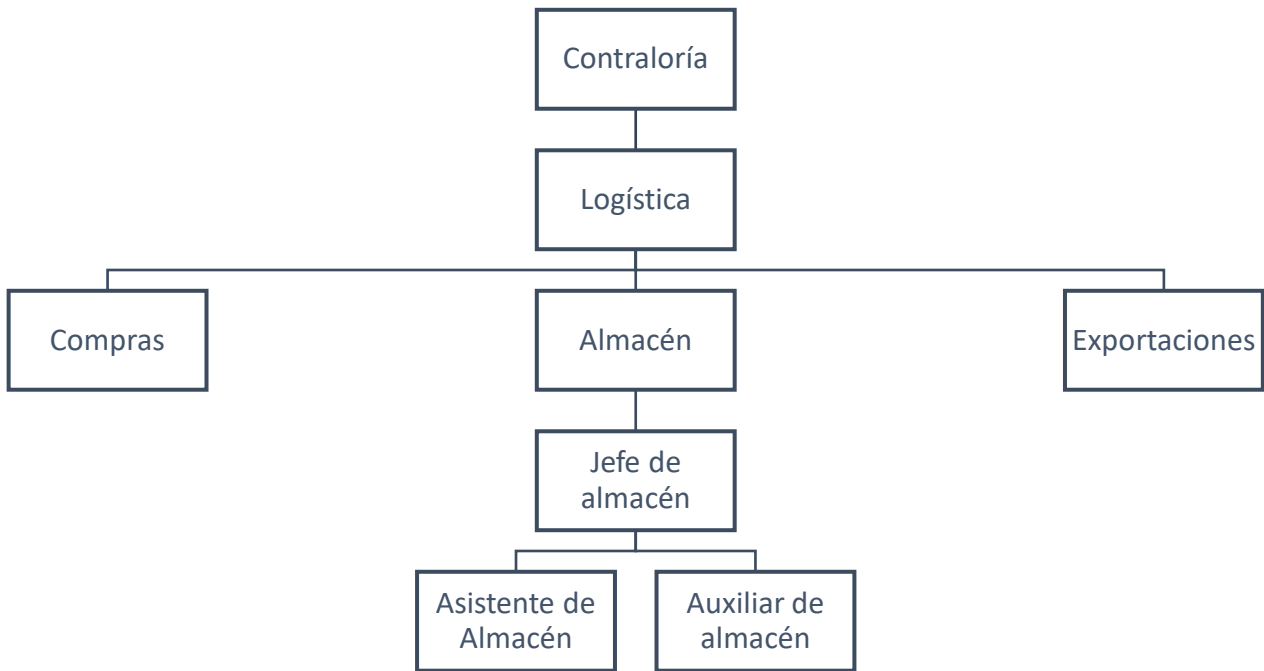 Contraloría
Logística
Compras
Almacén
Exportaciones
Jefe de
almacén
Asistente de
Almacén
Auxiliar de
almacén